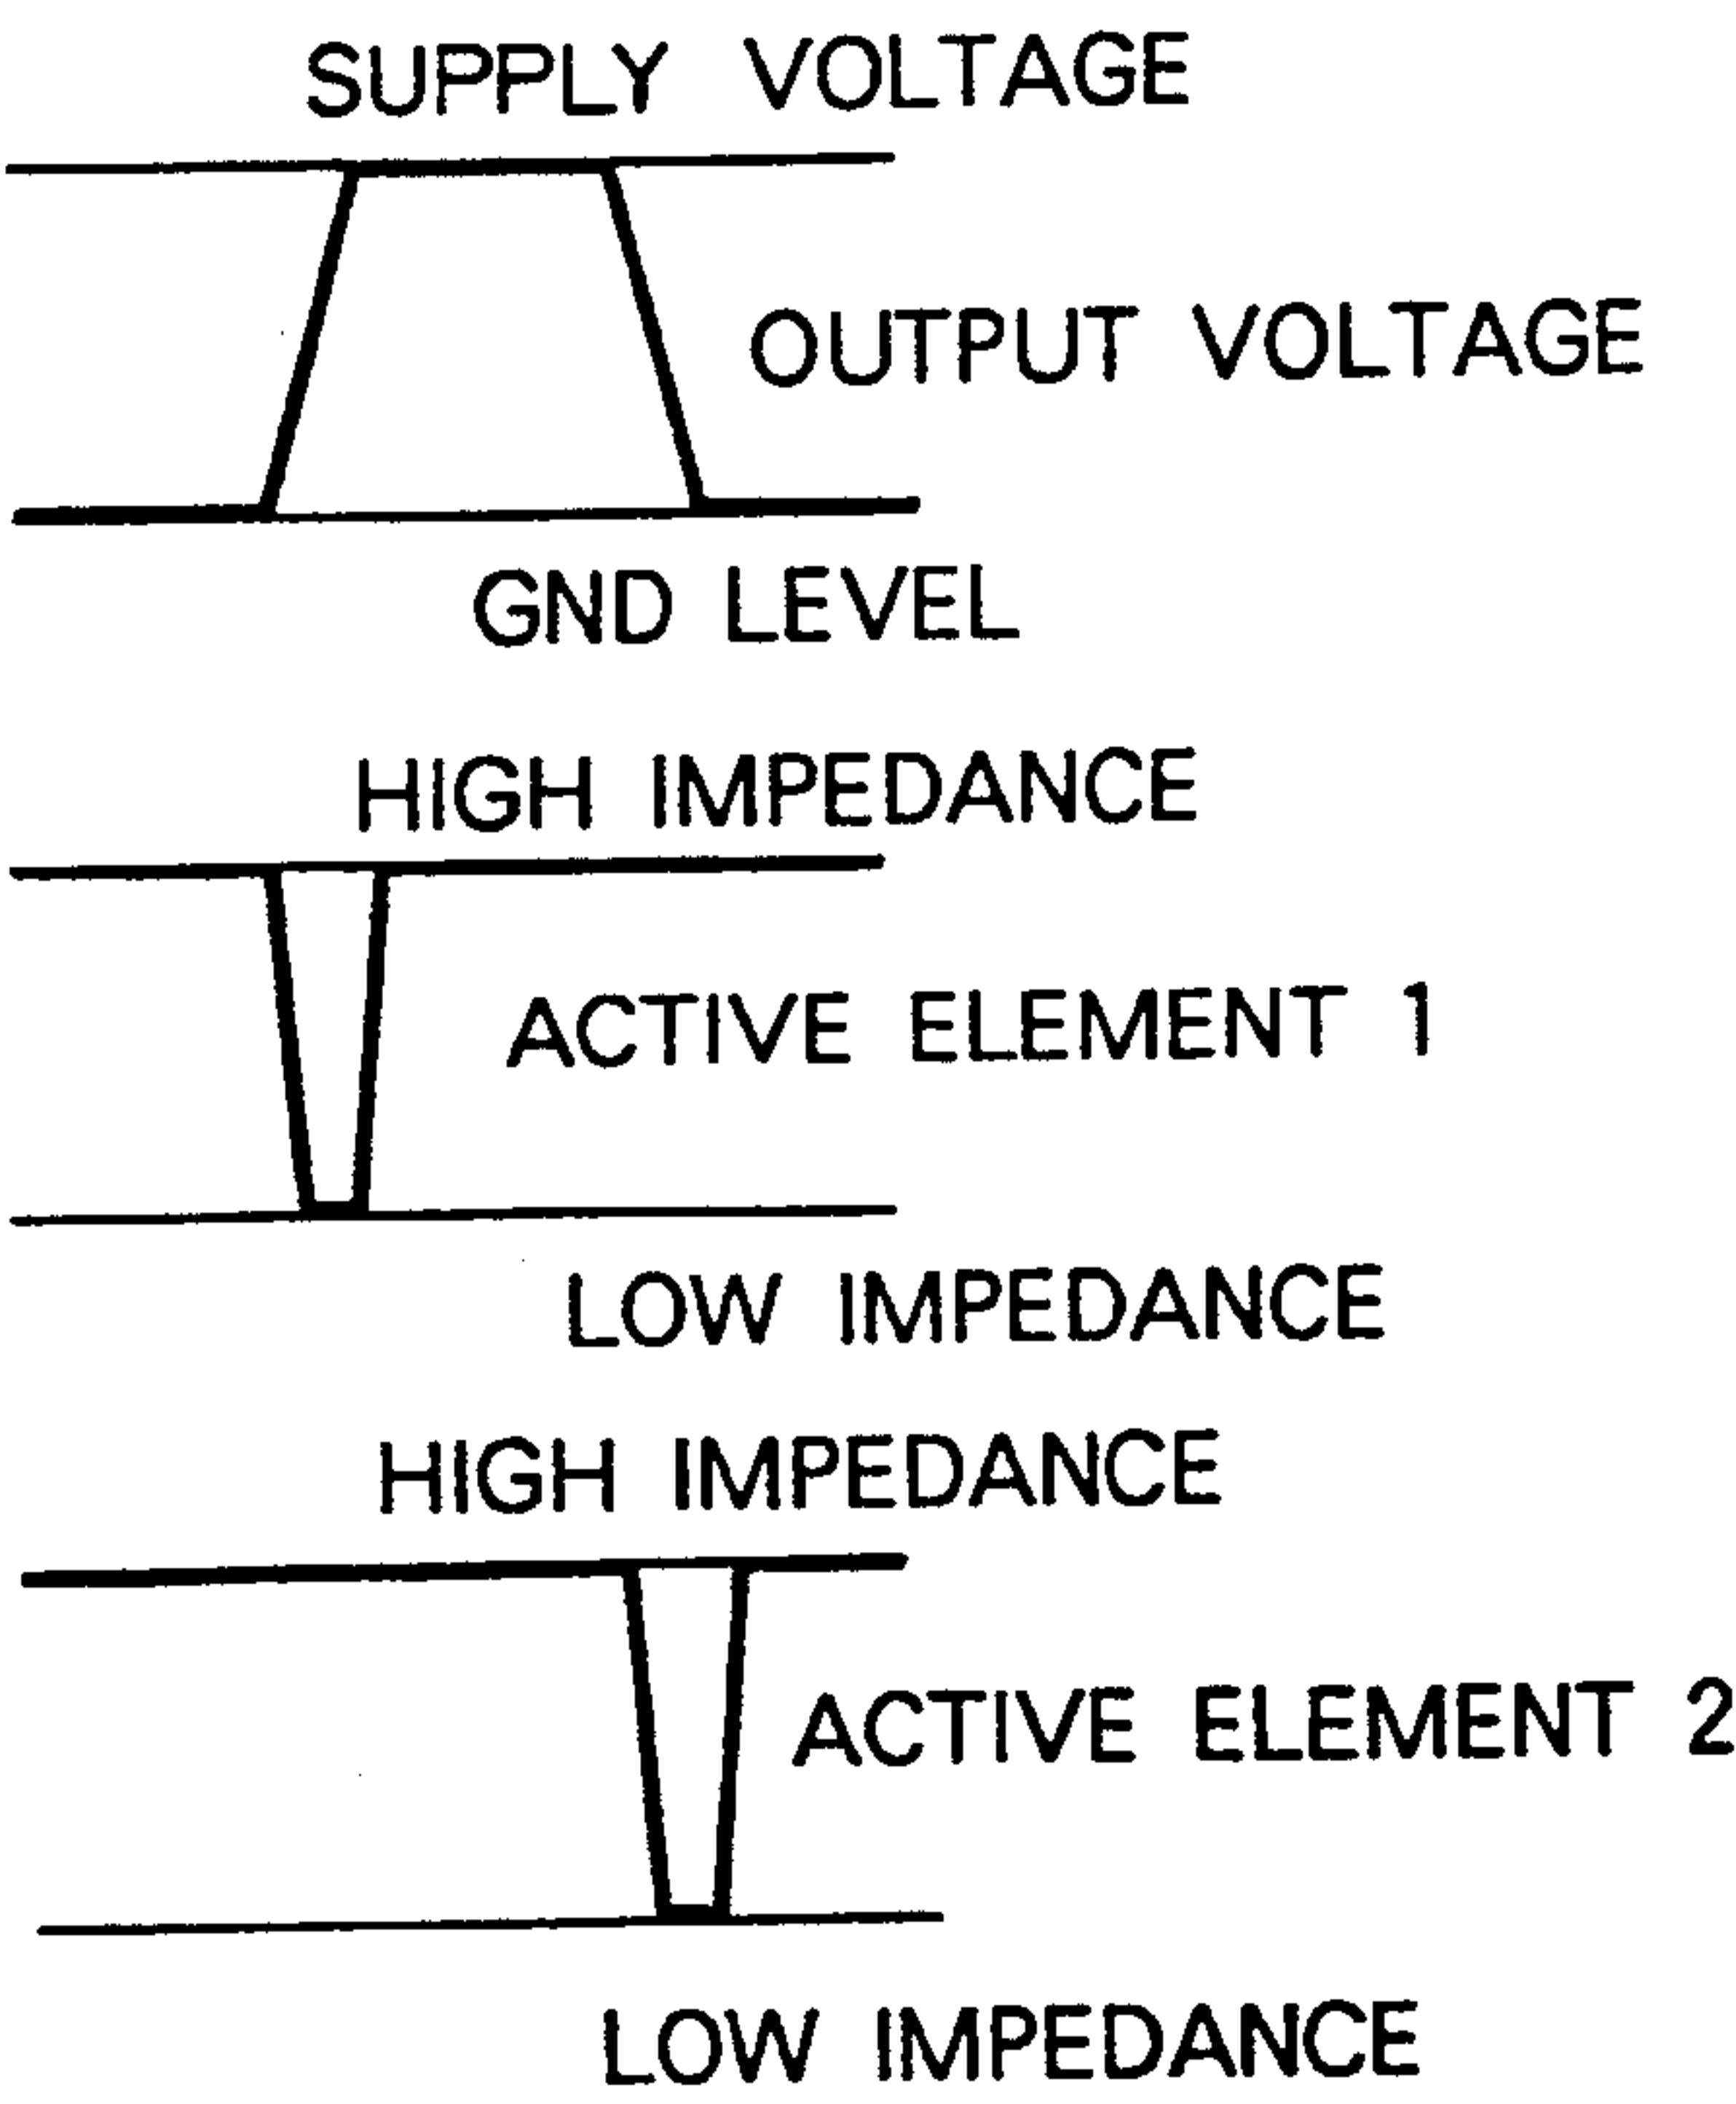 SUPPLY VOLTAGE
OUTPUT VOLTAGE
GND LEVEL
HIGH IMPEDANCE
ACTIVE ELEMENT 1
LOW IMPEDANCE
HIGH IMPEDANCE
ACTIVE ELEMENT 2
LOW IMPEDANCE